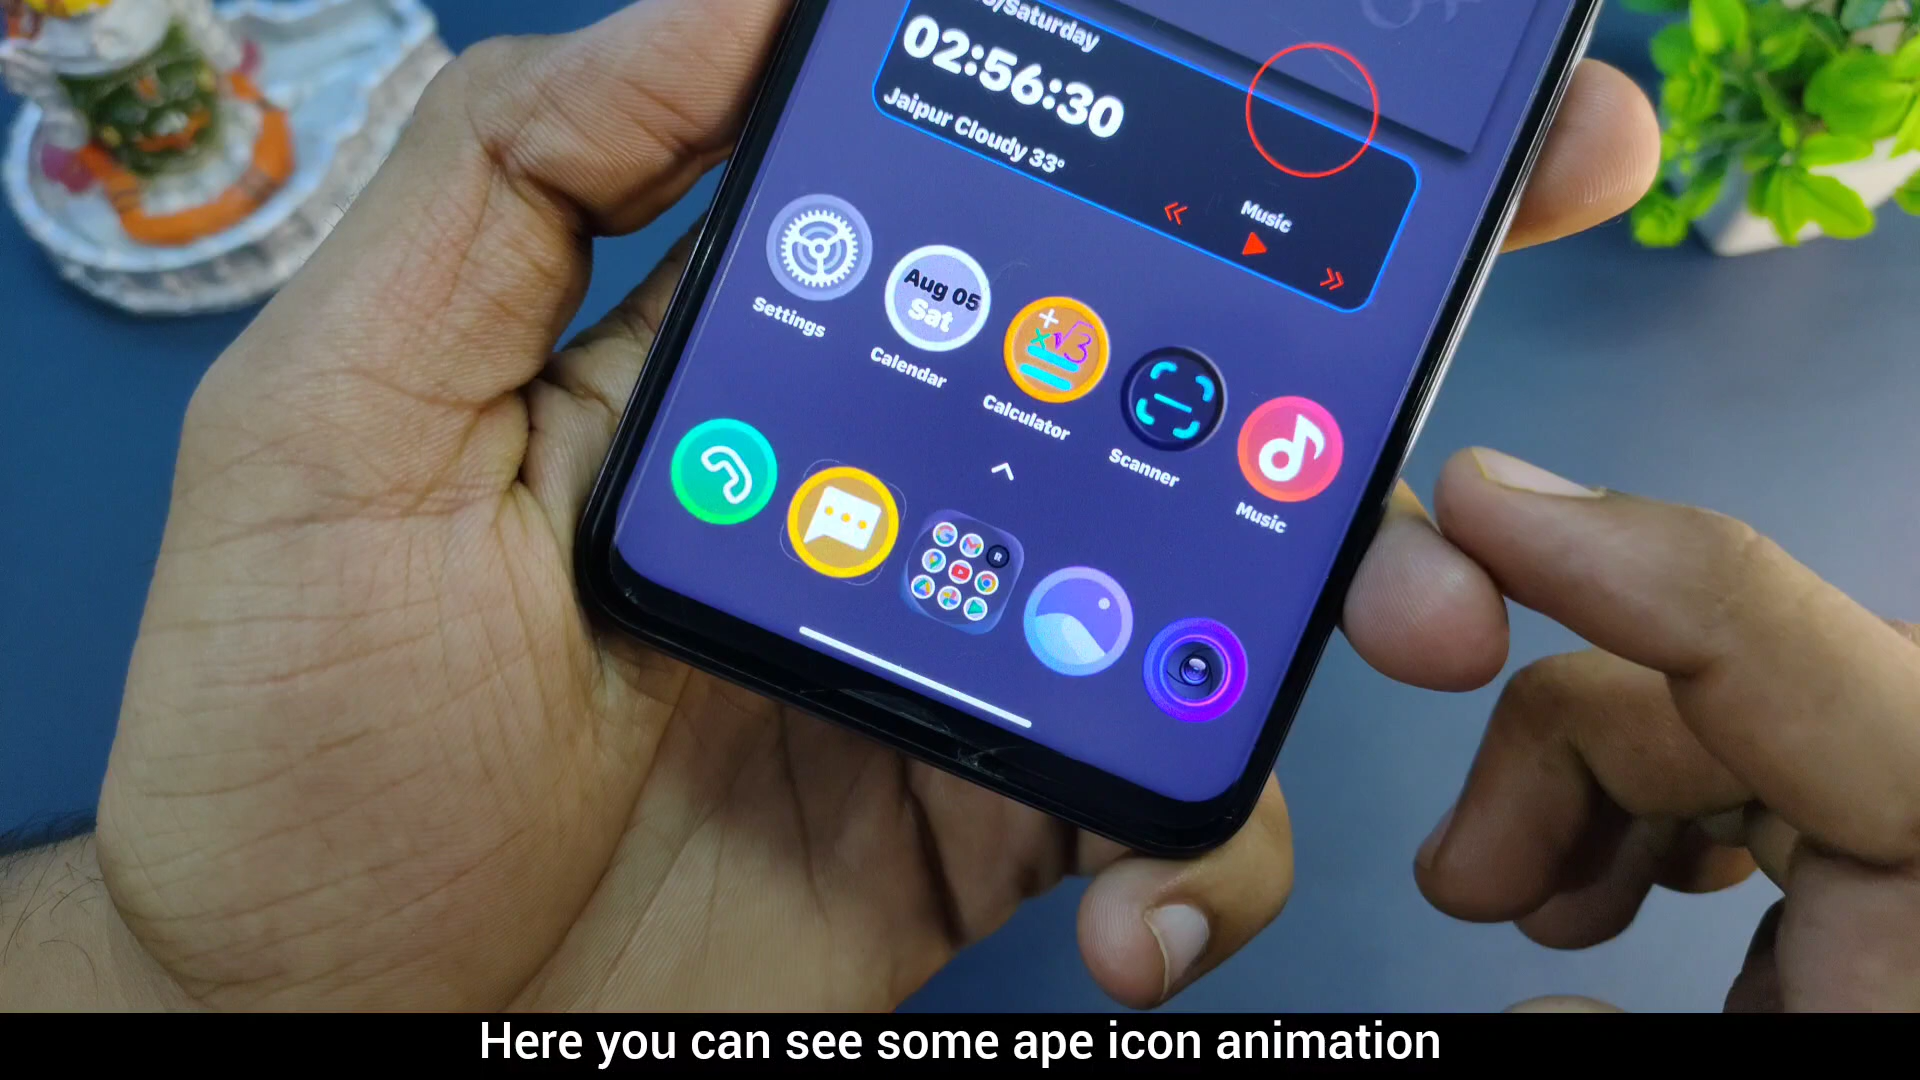 /Saturday
02:56:30
Jaipur Cloudy 33°
Music
Settings
Aug 05
Sat
Calendar
+
x√3
Calculator
Scanner
Music
R
Here you can see some ape icon animation